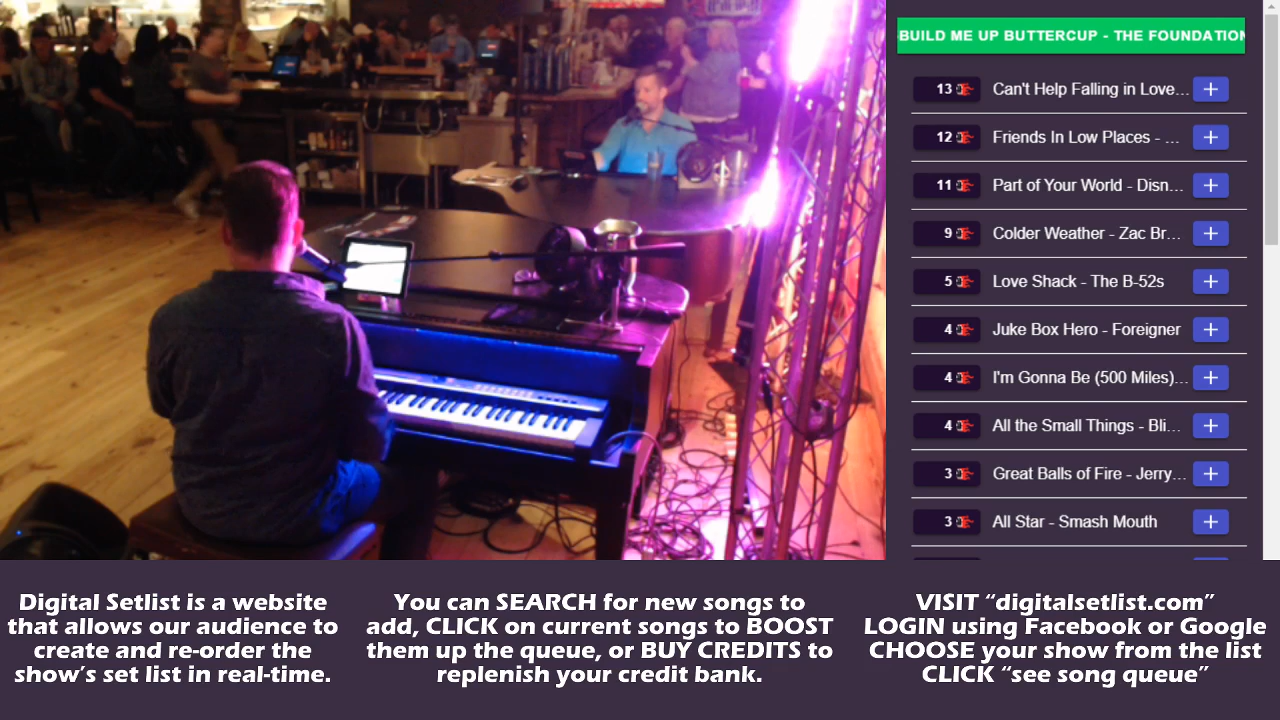 BUILD ME UP BUTTERCUP - THE FOUNDATION
13 Can't Help Falling in Love...
12 Friends In Low Places - ...
11 Part of Your World - Disn...
9 Colder Weather - Zac Br...
5 Love Shack - The B-52s
4 Juke Box Hero - Foreigner
4 I'm Gonna Be (500 Miles)...
4 All the Small Things - Bli...
3 Great Balls of Fire - Jerry...
3 All Star - Smash Mouth
Digital Setlist is a website
that allows our audience to
create and re-order the
show's set list in real-time.
You can SEARCH for new songs to
add, CLICK on current songs to BOOST
them up the queue, or BUY CREDITS to
replenish your credit bank.
VISIT “digitalsetlist.com”
LOGIN using Facebook or Google
CHOOSE your show from the list
CLICK “see song queue”